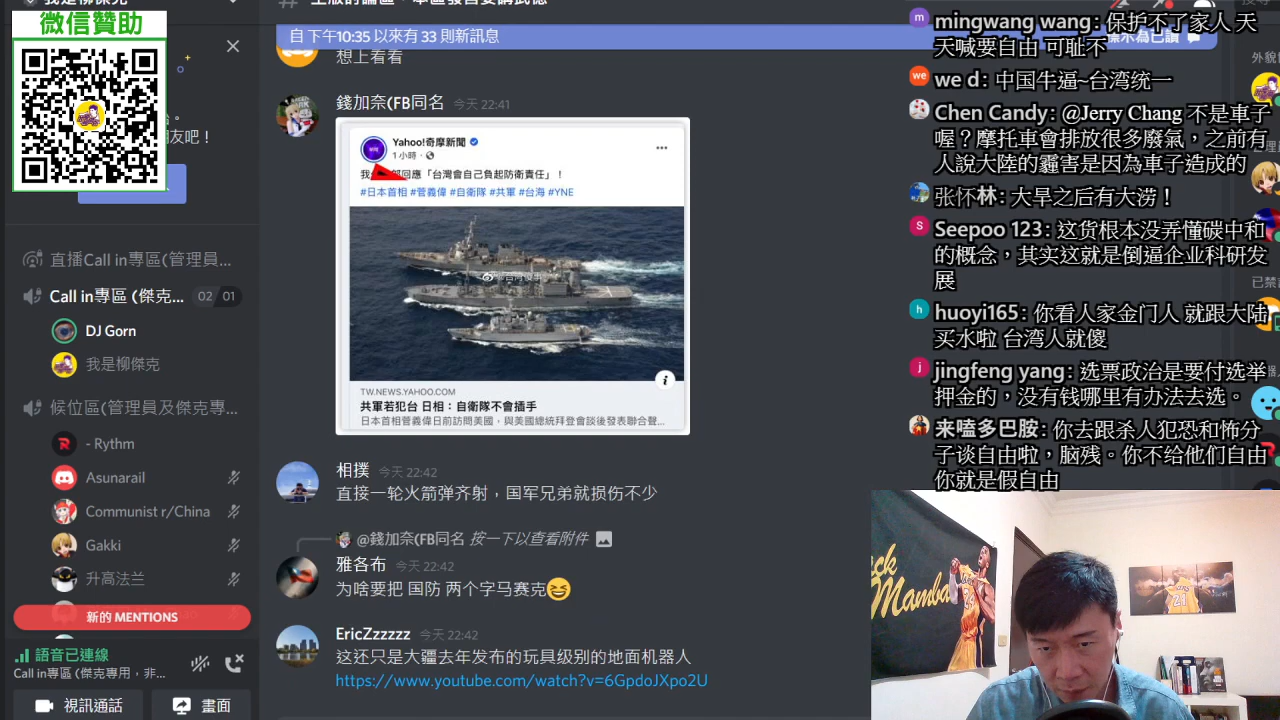 我是柳傑克
微信贊助
友吧！
直播Call in專區(管理員...
Call in專區 (傑克... 02 01
DJ Gorn
我是柳傑克
候位區(管理員及傑克專...
- Rythm
Asunarail
Communist r/China
Gakki
升高法兰
新的 MENTIONS
語音已連線
Call in專區 (傑克專用，非...
視訊通話
畫面
自 下午10:35 以來有 33 則新訊息
標示為已讀
想上看看
錢加奈(FB同名 今天 22:41
Yahoo!奇摩新聞
1 小時 ·
回應「台灣會自己負起防衛責任」！
#日本首相 #菅義偉 #自衛隊 #共軍 #台海 #YNE
TW.NEWS.YAHOO.COM
共軍若犯台 日相：自衛隊不會插手
日本首相菅義偉日前訪問美國，與美國總統拜登會談後發表聯合聲...
相撲 今天 22:42
直接一轮火箭弹齐射，国军兄弟就损伤不少
@錢加奈(FB同名 按一下以查看附件
雅各布 今天 22:42
为啥要把 国防 两个字马赛克😆
EricZzzzzz 今天 22:42
这还只是大疆去年发布的玩具级别的地面机器人
https://www.youtube.com/watch?v=6GpdoJXpo2U
mingwang wang: 保护不了家人 天
天喊要自由 可耻不
we d: 中国牛逼~台湾统一
Chen Candy: @Jerry Chang 不是車子
喔？摩托車會排放很多廢氣，之前有
人說大陸的霾害是因為車子造成的
张怀林: 大旱之后有大涝！
Seepoo 123: 这货根本没弄懂碳中和
的概念，其实这就是倒逼企业科研发
展
huoyi165: 你看人家金门人 就跟大陆
买水啦 台湾人就傻
jingfeng yang: 选票政治是要付选举
押金的，没有钱哪里有办法去选。
来嗑多巴胺: 你去跟杀人犯恐和怖分
子谈自由啦，脑残。你不给他们自由
你就是假自由
外貌
Mamba
21